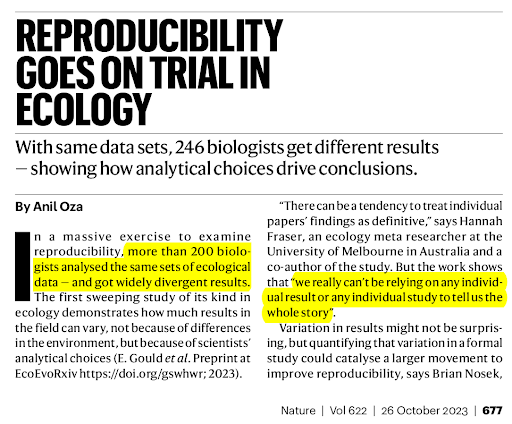 REPRODUCIBILITY
GOES ON TRIAL IN
ECOLOGY
With same data sets, 246 biologists get different results
— showing how analytical choices drive conclusions.
By Anil Oza
In a massive exercise to examine
reproducibility, more than 200 biolo-
gists analysed the same sets of ecological
data — and got widely divergent results.
The first sweeping study of its kind in
ecology demonstrates how much results in
the field can vary, not because of differences
in the environment, but because of scientists’
analytical choices (E. Gould et al. Preprint at
EcoEvoRxiv https://doi.org/gswhwr; 2023).
“There can be a tendency to treat individual
papers’ findings as definitive,” says Hannah
Fraser, an ecology meta researcher at the
University of Melbourne in Australia and a
co-author of the study. But the work shows
that “we really can’t be relying on any individ-
ual result or any individual study to tell us the
whole story”.
Variation in results might not be surpris-
ing, but quantifying that variation in a formal
study could catalyse a larger movement to
improve reproducibility, says Brian Nosek,
Nature | Vol 622 | 26 October 2023 | 677